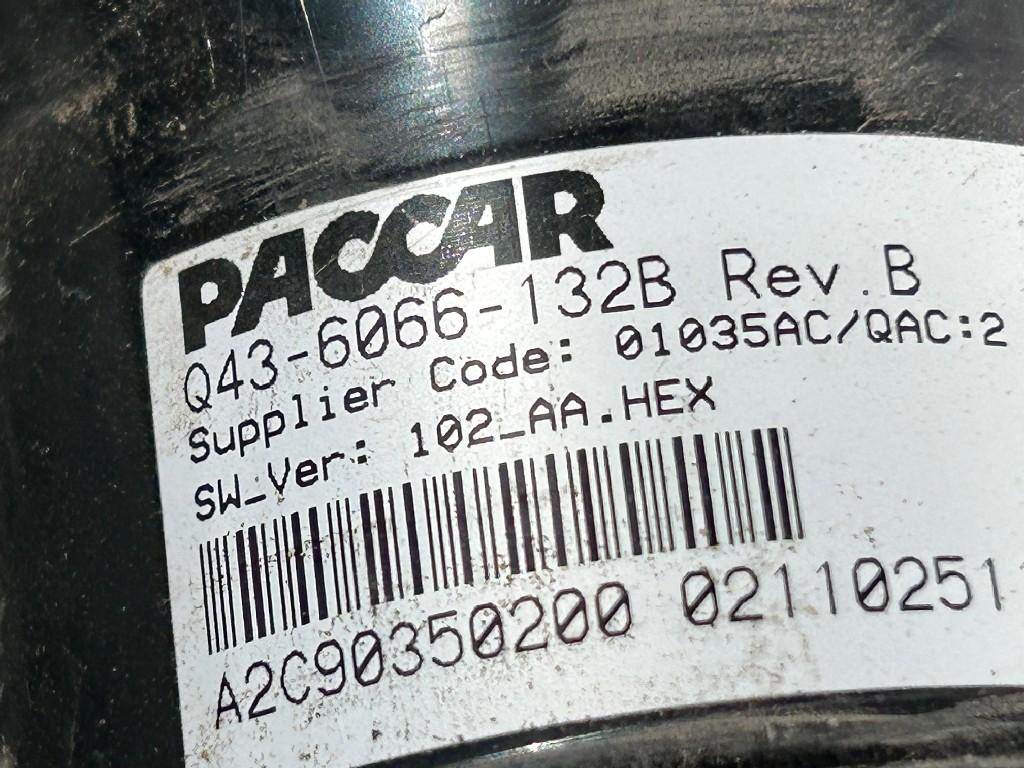 PACCAR
Q43-6066-132B Rev.B
Supplier Code: 01035AC/QAC:2
SW_Ver: 102_AA.HEX
A2C90350200 02110251